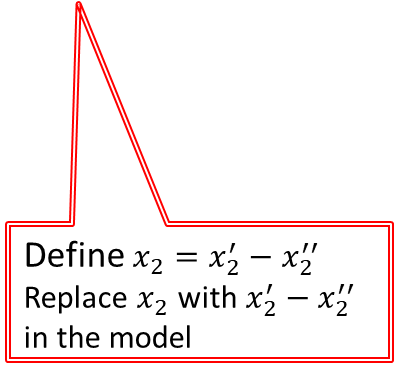 Define x₂ = x₂′ − x₂′′
Replace x₂ with x₂′ − x₂′′
in the model